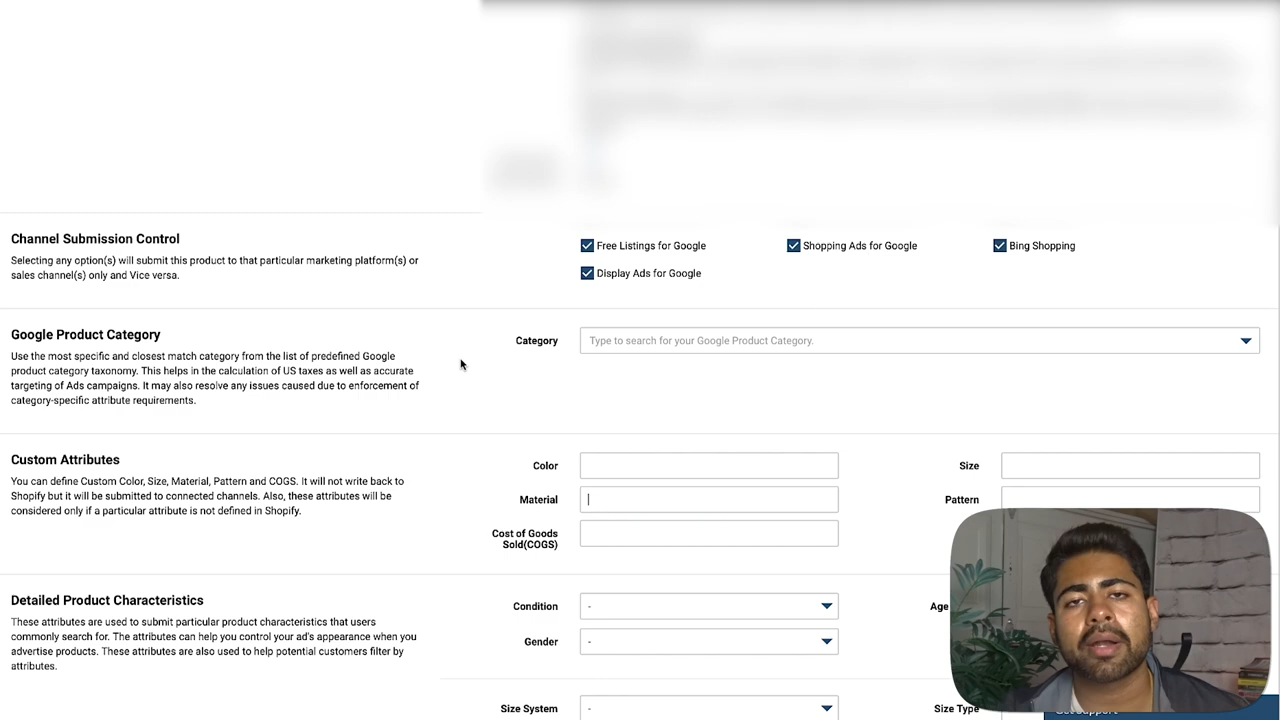 Channel Submission Control
Selecting any option(s) will submit this product to that particular marketing platform(s) or
sales channel(s) only and Vice versa.
Free Listings for Google
Shopping Ads for Google
Bing Shopping
Display Ads for Google
Google Product Category
Use the most specific and closest match category from the list of predefined Google
product category taxonomy. This helps in the calculation of US taxes as well as accurate
targeting of Ads campaigns. It may also resolve any issues caused due to enforcement of
category-specific attribute requirements.
Category
Type to search for your Google Product Category.
Custom Attributes
You can define Custom Color, Size, Material, Pattern and COGS. It will not write back to
Shopify but it will be submitted to connected channels. Also, these attributes will be
considered only if a particular attribute is not defined in Shopify.
Color
Size
Material
Pattern
Cost of Goods
Sold(COGS)
Detailed Product Characteristics
These attributes are used to submit particular product characteristics that users
commonly search for. The attributes can help you control your ad's appearance when you
advertise products. These attributes are also used to help potential customers filter by
attributes.
Condition
-
Age
Gender
-
Size System
-
Size Type